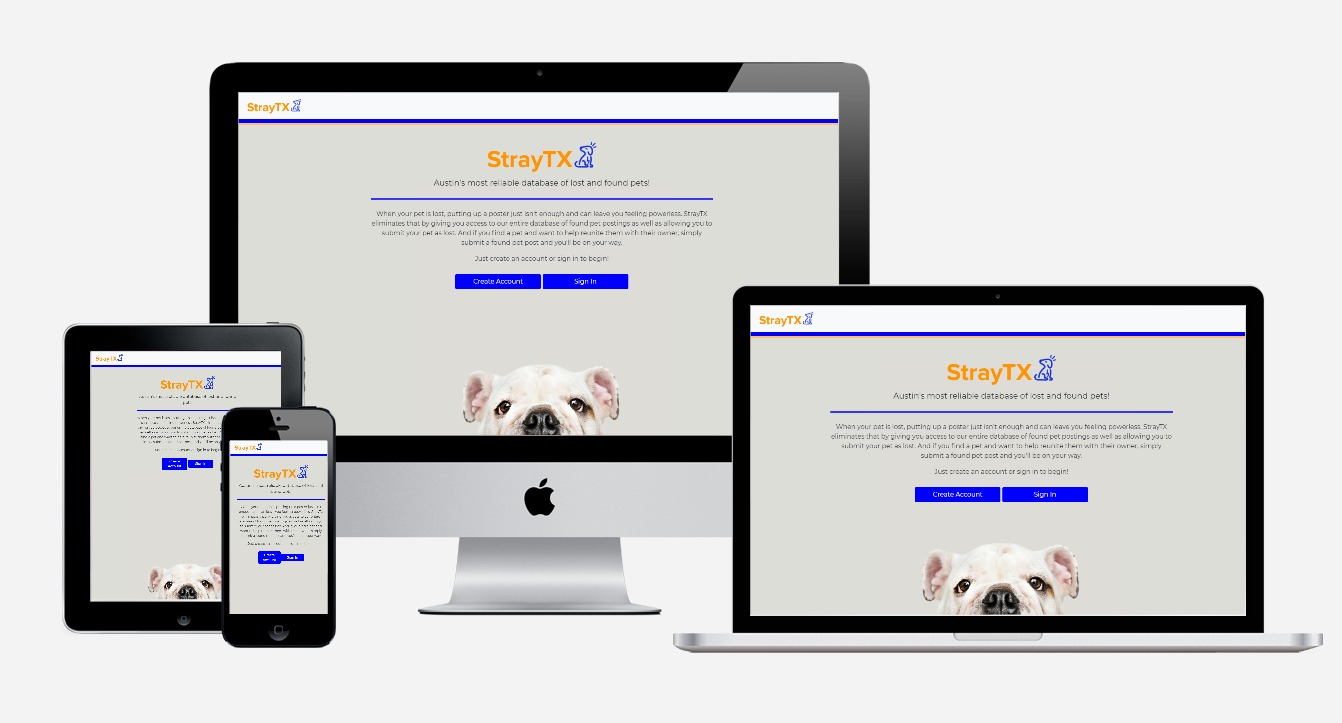 StrayTX
StrayTX
Austin's most reliable database of lost and found pets!
When your pet is lost, putting up a poster just isn't enough and can leave you feeling powerless. StrayTX
eliminates that by giving you access to our entire database of found pet postings as well as allowing you to
submit your pet as lost. And if you find a pet and want to help reunite them with their owner, simply
submit a found pet post and you'll be on your way.
Just create an account or sign in to begin!
Create Account Sign In
StrayTX
StrayTX
Austin's most reliable database of lost and found pets!
When your pet is lost, putting up a poster just isn't enough and can leave you feeling powerless. StrayTX
eliminates that by giving you access to our entire database of found pet postings as well as allowing you to
submit your pet as lost. And if you find a pet and want to help reunite them with their owner, simply
submit a found pet post and you'll be on your way.
Just create an account or sign in to begin!
Create Account Sign In
StrayTX
StrayTX
Sign In
StrayTX
StrayTX
Sign In